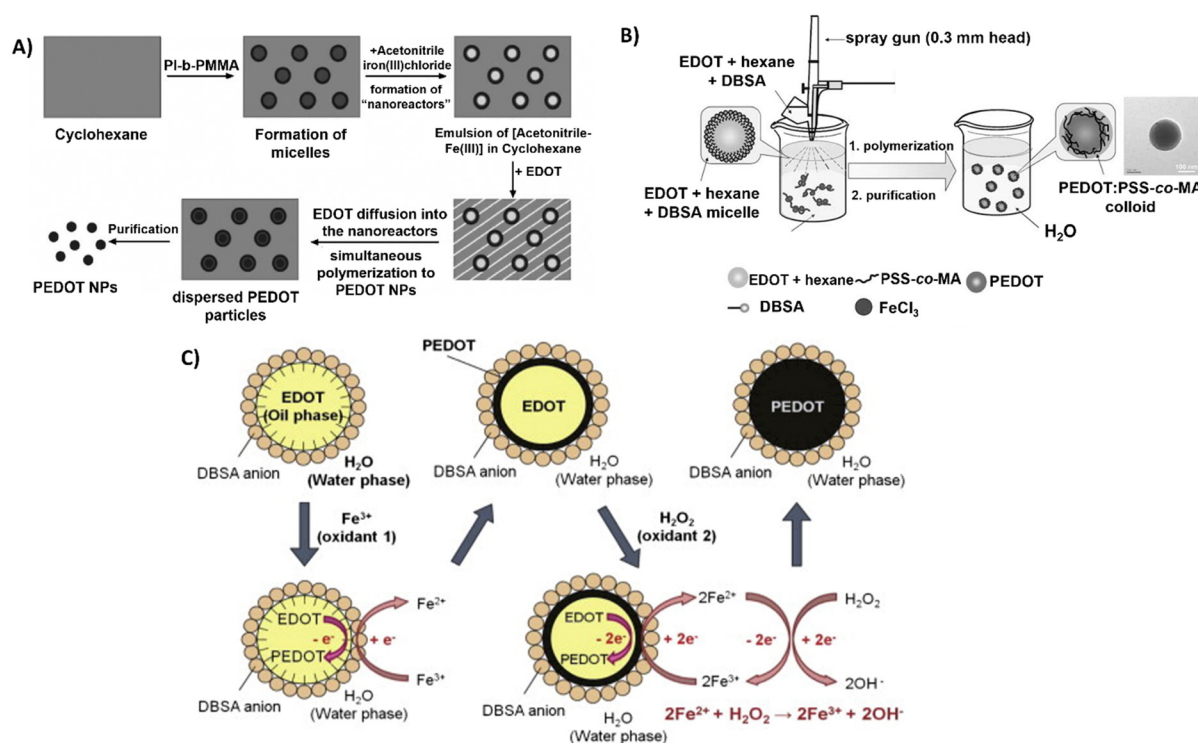 A)
PI-b-PMMA
+Acetonitrile
iron(III)chloride
formation of
"nanoreactors"
Cyclohexane
Formation of
micelles
Emulsion of [Acetonitrile-
Fe(III)] in Cyclohexane
+ EDOT
EDOT diffusion into
the nanoreactors
simultaneous
polymerization to
PEDOT NPs
Purification
PEDOT NPs
dispersed PEDOT
particles
B)
spray gun (0.3 mm head)
EDOT + hexane
+ DBSA
1. polymerization
2. purification
EDOT + hexane
+ DBSA micelle
PEDOT:PSS-co-MA
colloid
100 nm
H2O
EDOT + hexane
PSS-co-MA
PEDOT
DBSA
FeCl3
C)
EDOT
(Oil phase)
DBSA anion
H2O
(Water phase)
PEDOT
EDOT
DBSA anion
H2O
(Water phase)
PEDOT
DBSA anion
H2O
(Water phase)
Fe3+
(oxidant 1)
H2O2
(oxidant 2)
EDOT
- e-
+ e-
PEDOT
Fe2+
Fe3+
DBSA anion
H2O
(Water phase)
EDOT
- 2e-
+ 2e-
PEDOT
2Fe2+
2Fe3+
- 2e-
+ 2e-
H2O2
2OH-
DBSA anion
H2O
(Water phase)
2Fe2+ + H2O2 → 2Fe3+ + 2OH-